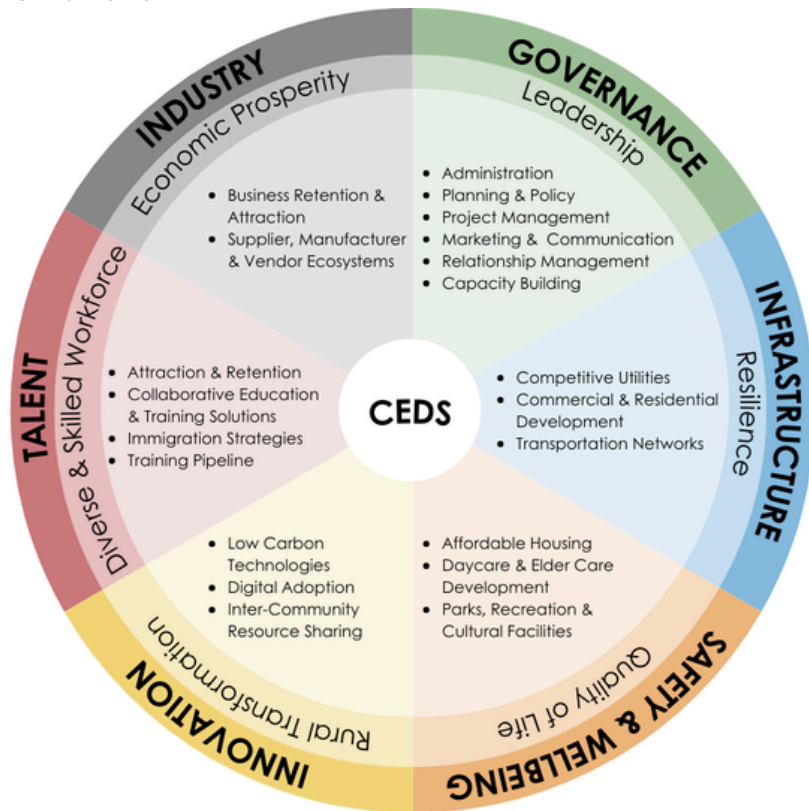 INDUSTRY
Economic Prosperity
• Business Retention &
Attraction
• Supplier, Manufacturer
& Vendor Ecosystems
GOVERNANCE
Leadership
• Administration
• Planning & Policy
• Project Management
• Marketing & Communication
• Relationship Management
• Capacity Building
INFRASTRUCTURE
Resilience
• Competitive Utilities
• Commercial & Residential
Development
• Transportation Networks
SAFETY & WELLBEING
Quality of Life
• Affordable Housing
• Daycare & Elder Care
Development
• Parks, Recreation &
Cultural Facilities
INNOVATION
Rural Transformation
• Low Carbon
Technologies
• Digital Adoption
• Inter-Community
Resource Sharing
TALENT
Diverse & Skilled Workforce
• Attraction & Retention
• Collaborative Education
& Training Solutions
• Immigration Strategies
• Training Pipeline
CEDS